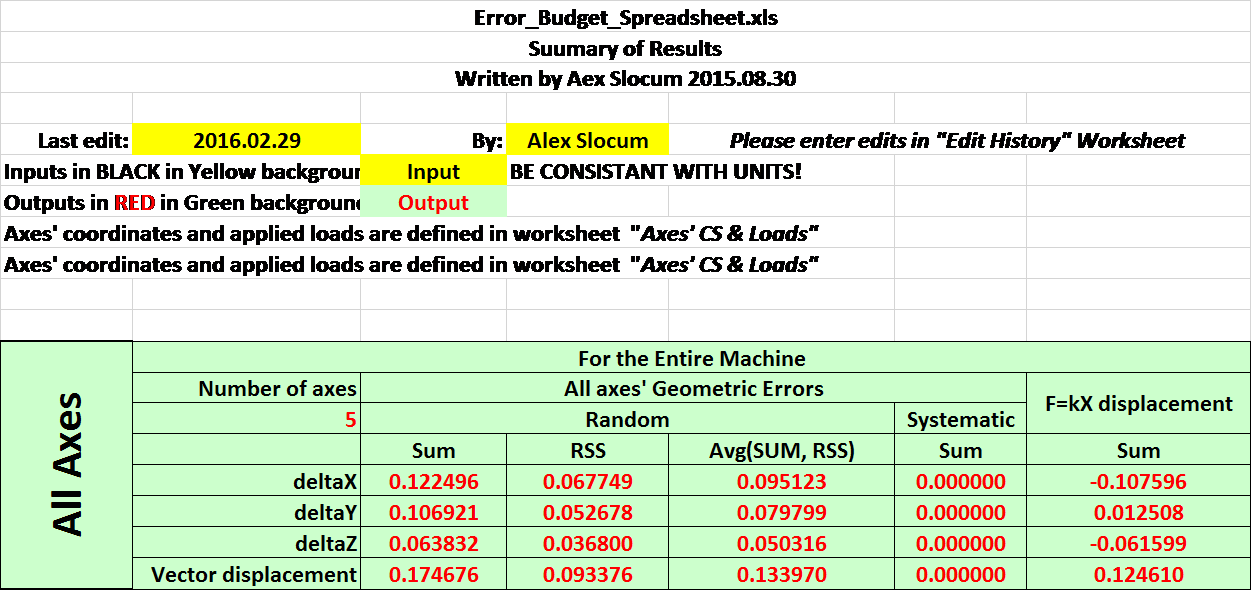 Error_Budget_Spreadsheet.xls
Suumary of Results
Written by Aex Slocum 2015.08.30
Last edit: 2016.02.29 By: Alex Slocum Please enter edits in "Edit History" Worksheet
Inputs in BLACK in Yellow backgroun Input BE CONSISTANT WITH UNITS!
Outputs in RED in Green background Output
Axes' coordinates and applied loads are defined in worksheet "Axes' CS & Loads"
Axes' coordinates and applied loads are defined in worksheet "Axes' CS & Loads"
All Axes
For the Entire Machine
Number of axes All axes' Geometric Errors F=kX displacement
5 Random Systematic
Sum RSS Avg(SUM, RSS) Sum Sum
deltaX 0.122496 0.067749 0.095123 0.000000 -0.107596
deltaY 0.106921 0.052678 0.079799 0.000000 0.012508
deltaZ 0.063832 0.036800 0.050316 0.000000 -0.061599
Vector displacement 0.174676 0.093376 0.133970 0.000000 0.124610